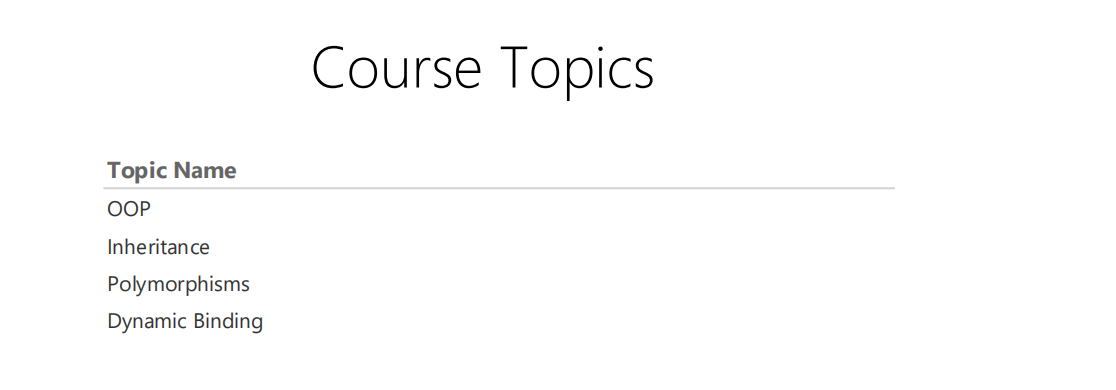 Course Topics
Topic Name
OOP
Inheritance
Polymorphisms
Dynamic Binding